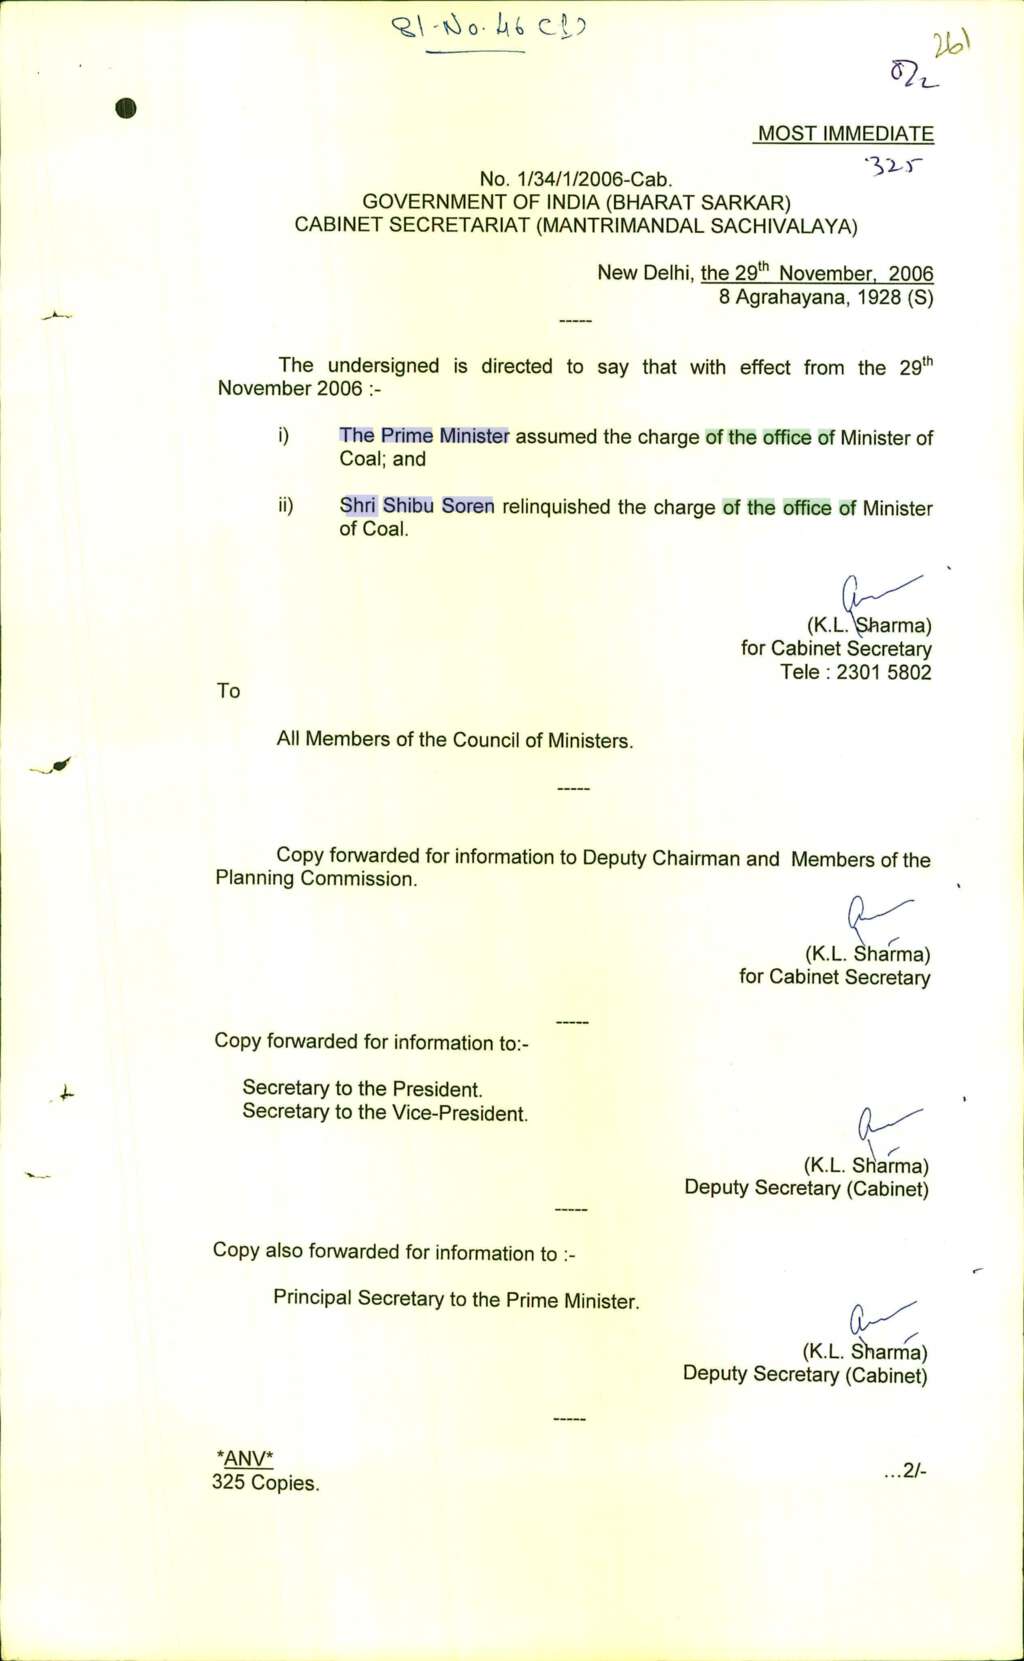 Sl-No. 46 C1)
261
MOST IMMEDIATE
325
No. 1/34/1/2006-Cab.
GOVERNMENT OF INDIA (BHARAT SARKAR)
CABINET SECRETARIAT (MANTRIMANDAL SACHIVALAYA)
New Delhi, the 29th November, 2006
8 Agrahayana, 1928 (S)
-----
The undersigned is directed to say that with effect from the 29th
November 2006 :-
i) The Prime Minister assumed the charge of the office of Minister of
Coal; and
ii) Shri Shibu Soren relinquished the charge of the office of Minister
of Coal.
(K.L. Sharma)
for Cabinet Secretary
Tele : 2301 5802
To
All Members of the Council of Ministers.
-----
Copy forwarded for information to Deputy Chairman and Members of the
Planning Commission.
(K.L. Sharma)
for Cabinet Secretary
-----
Copy forwarded for information to:-
Secretary to the President.
Secretary to the Vice-President.
(K.L. Sharma)
Deputy Secretary (Cabinet)
-----
Copy also forwarded for information to :-
Principal Secretary to the Prime Minister.
(K.L. Sharma)
Deputy Secretary (Cabinet)
-----
*ANV*
325 Copies.
...2/-